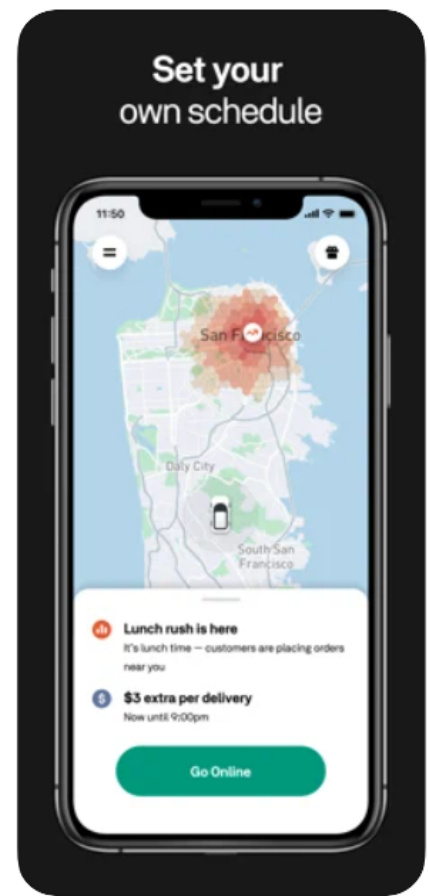 Set your
own schedule
11:50
San Francisco
Daly City
South San
Francisco
Lunch rush is here
It's lunch time — customers are placing orders
near you
$3 extra per delivery
Now until 9:00pm
Go Online